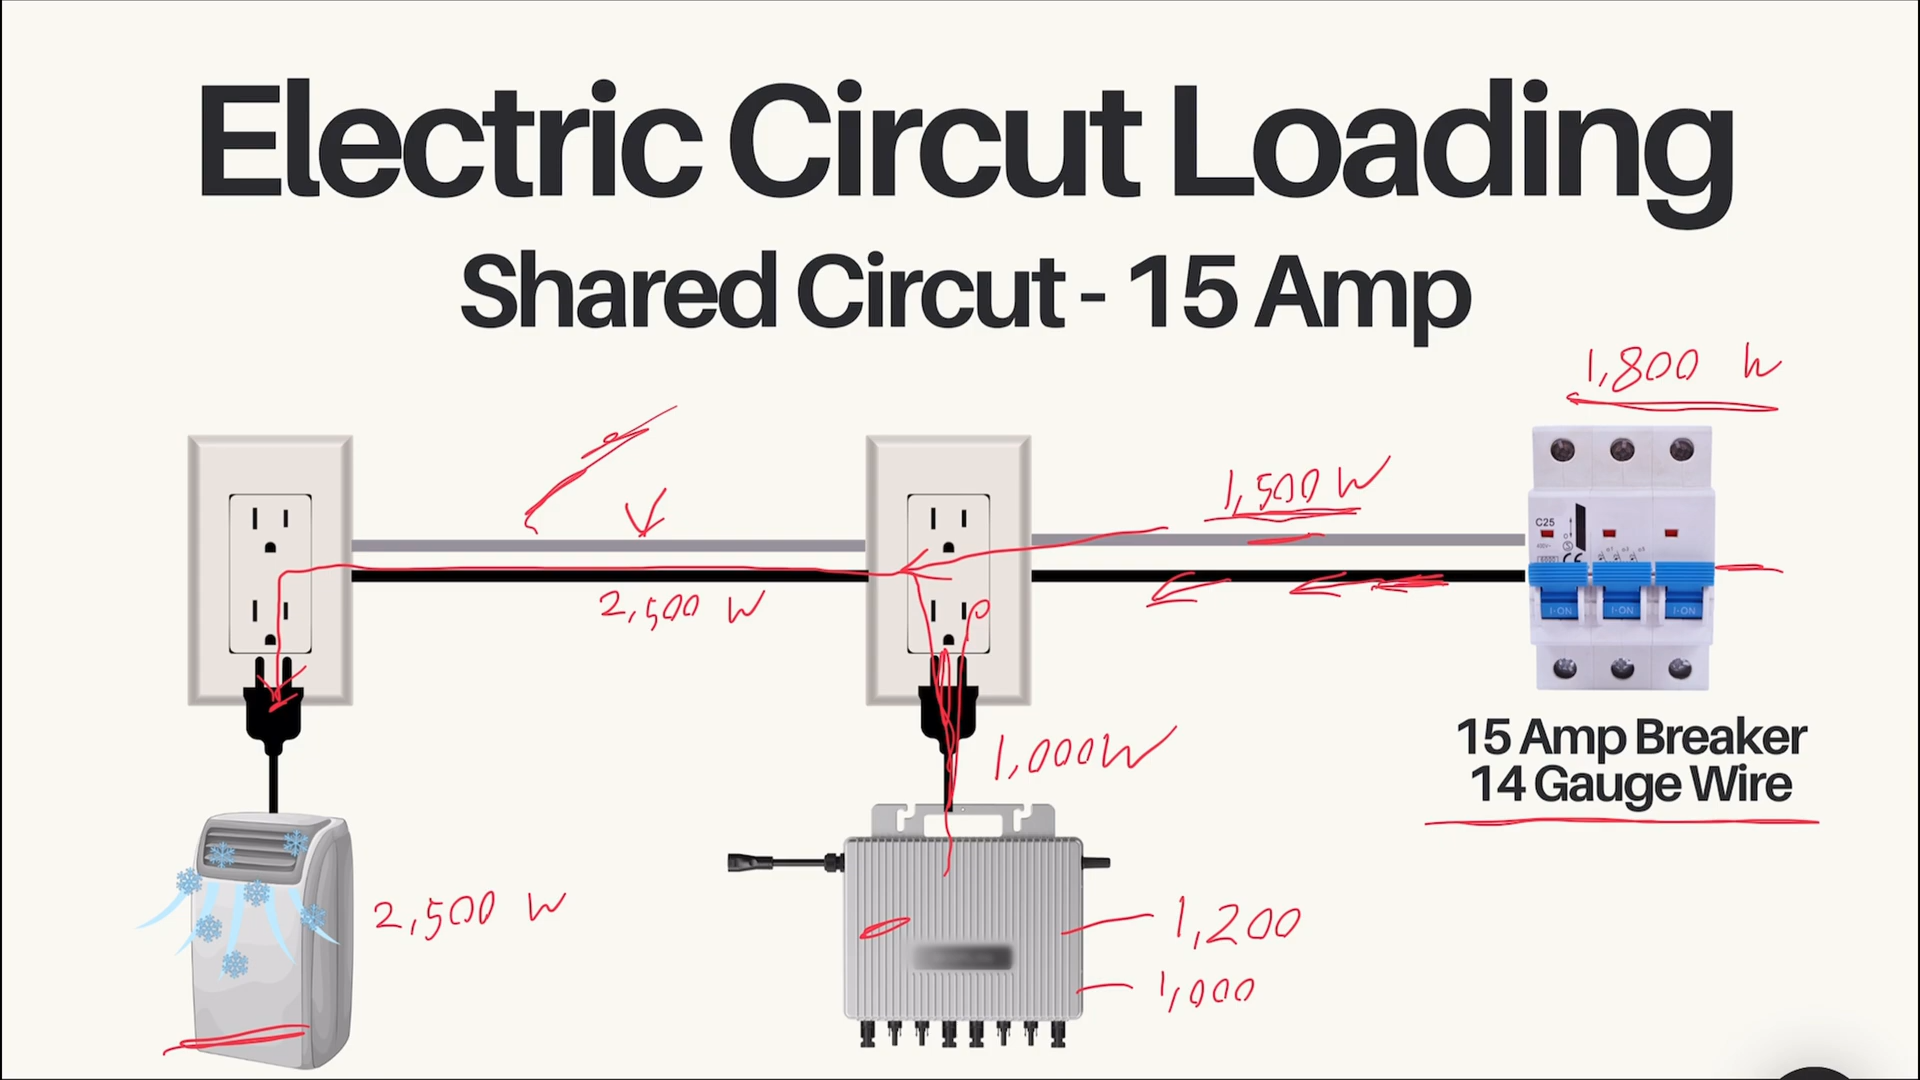 Electric Circut Loading
Shared Circut - 15 Amp
1,800 W
1,500 W
C25
I-ON I-ON I-ON
2,500 W
1,000W
15 Amp Breaker
14 Gauge Wire
2,500 W
1,200
1,000